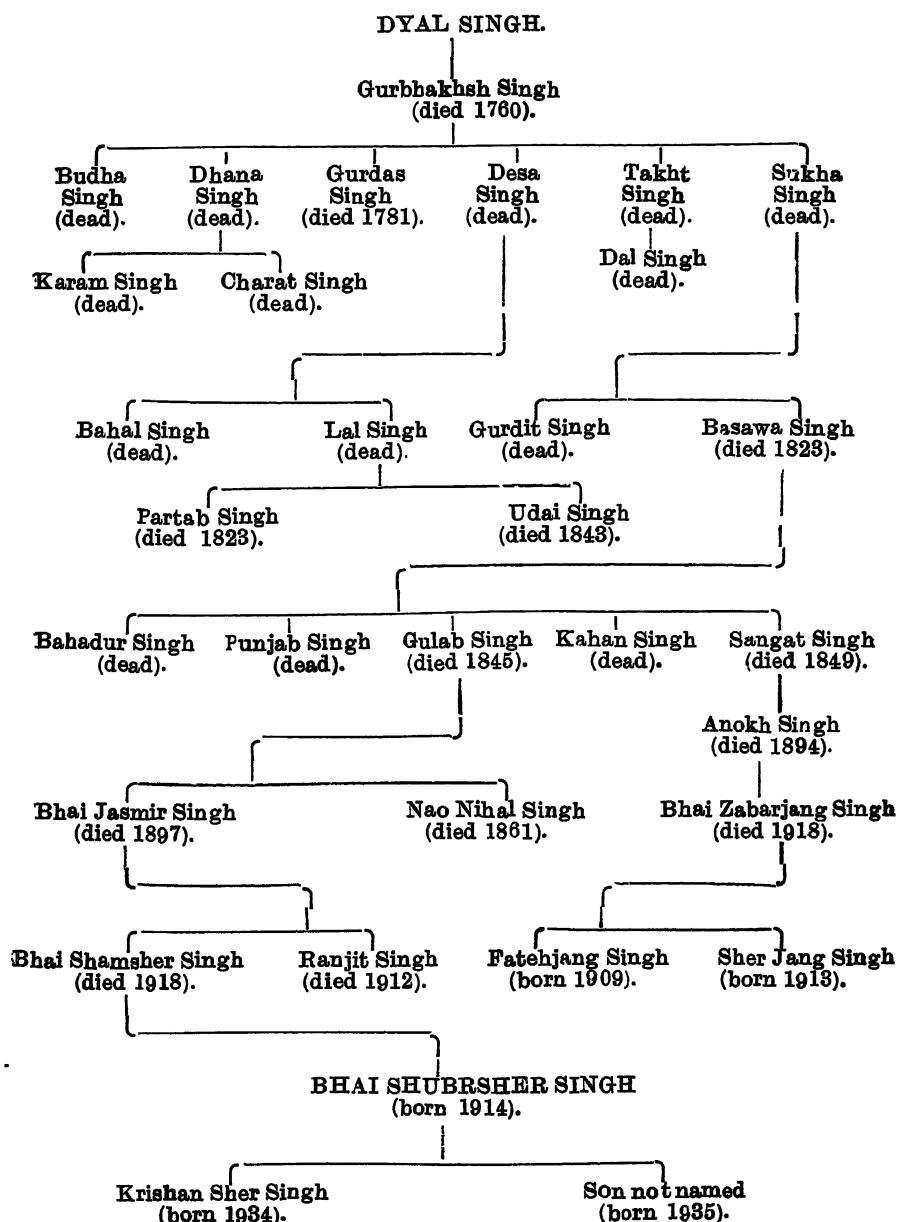 DYAL SINGH.
Gurbhakhsh Singh
(died 1760).
Budha Singh (dead).
Dhana Singh (dead).
Gurdas Singh (died 1781).
Desa Singh (dead).
Takht Singh (dead).
Sukha Singh (dead).
Karam Singh (dead).
Charat Singh (dead).
Dal Singh (dead).
Bahal Singh (dead).
Lal Singh (dead).
Gurdit Singh (dead).
Basawa Singh (died 1823).
Partab Singh (died 1823).
Udai Singh (died 1843).
Bahadur Singh (dead).
Punjab Singh (dead).
Gulab Singh (died 1845).
Kahan Singh (dead).
Sangat Singh (died 1849).
Anokh Singh (died 1894).
Bhai Jasmir Singh (died 1897).
Nao Nihal Singh (died 1861).
Bhai Zabarjang Singh (died 1918).
Bhai Shamsher Singh (died 1918).
Ranjit Singh (died 1912).
Fatehjang Singh (born 1909).
Sher Jang Singh (born 1913).
BHAI SHUBRSHER SINGH
(born 1914).
Krishan Sher Singh (born 1934).
Son not named (born 1935).